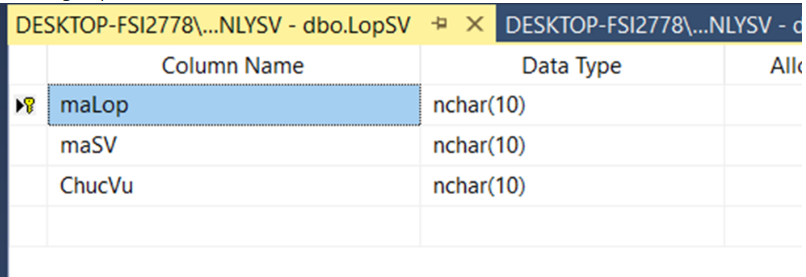 DESKTOP-FSI2778\...NLYSV - dbo.LopSV DESKTOP-FSI2778\...NLYSV - d
Column Name Data Type Allo
maLop nchar(10)
maSV nchar(10)
ChucVu nchar(10)